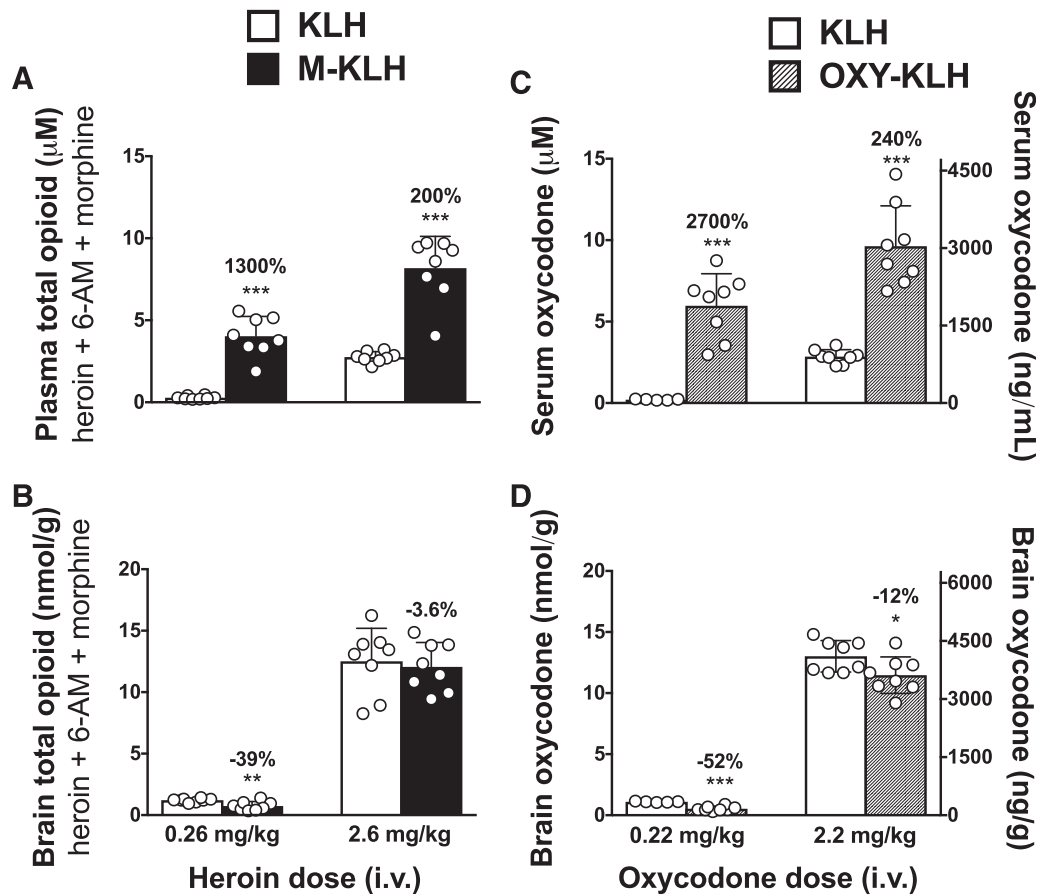 KLH
M-KLH
A
Plasma total opioid (μM)
heroin + 6-AM + morphine
15
10
5
0
1300%
***
200%
***
KLH
OXY-KLH
C
Serum oxycodone (μM)
15
10
5
0
2700%
***
240%
***
4500
3000
1500
0
Serum oxycodone (ng/mL)
B
Brain total opioid (nmol/g)
heroin + 6-AM + morphine
20
15
10
5
0
-39%
**
-3.6%
0.26 mg/kg
2.6 mg/kg
Heroin dose (i.v.)
D
Brain oxycodone (nmol/g)
20
15
10
5
0
-52%
***
-12%
*
6000
4500
3000
1500
0
Brain oxycodone (ng/g)
0.22 mg/kg
2.2 mg/kg
Oxycodone dose (i.v.)